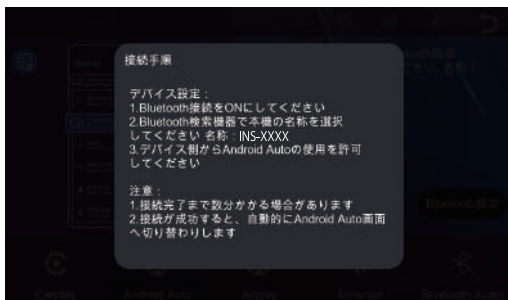 接続手順
デバイス設定：
1.Bluetooth接続をONにしてください
2.Bluetooth検索機器で本機の名称を選択
してください 名称：INS-XXXX
3.デバイス側からAndroid Autoの使用を許可
してください
注意：
1.接続完了まで数分かかる場合があります
2.接続が成功すると、自動的にAndroid Auto画面
へ切り替わりします
Bluetooth設定
Carplay
Android Auto